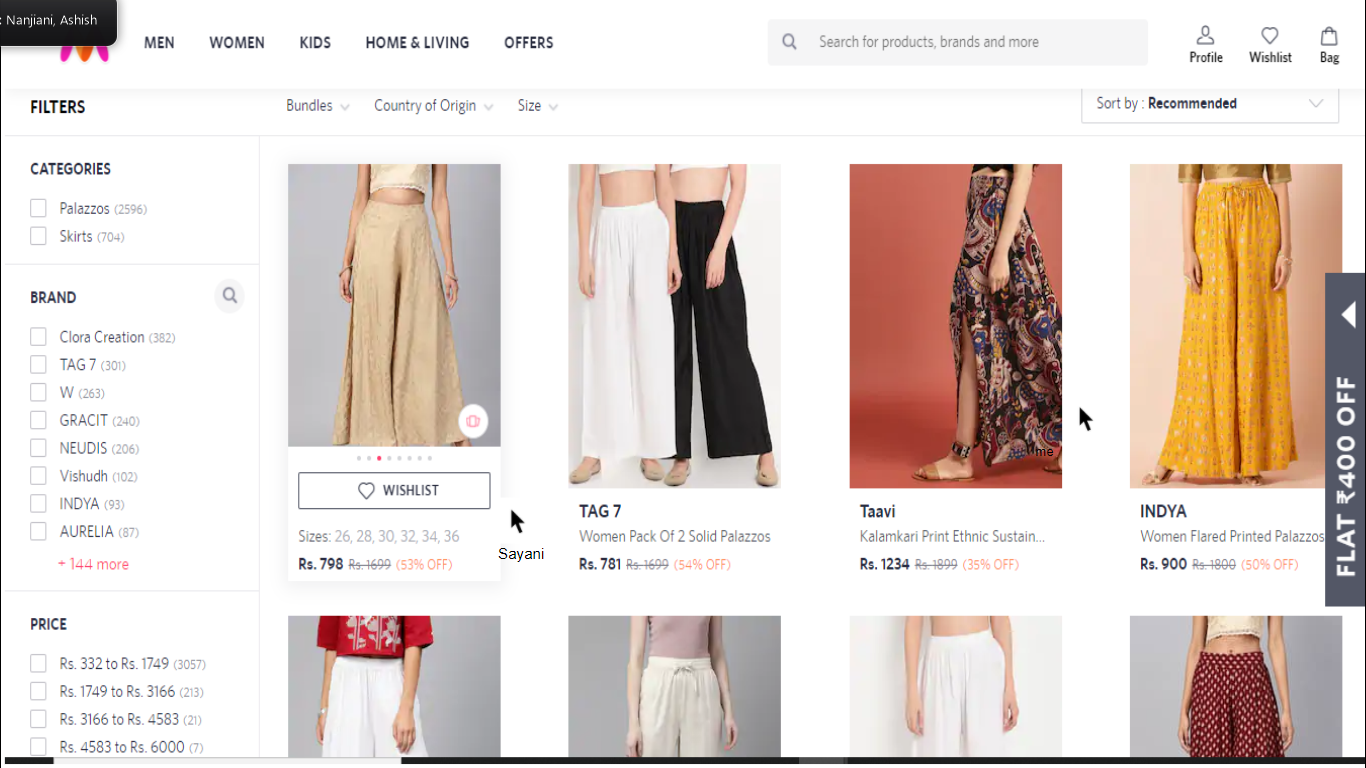 : Nanjiani, Ashish
MEN WOMEN KIDS HOME & LIVING OFFERS
Search for products, brands and more
Profile Wishlist Bag
FILTERS
Bundles Country of Origin Size
Sort by : Recommended
CATEGORIES
Palazzos (2596)
Skirts (704)
BRAND
Clora Creation (382)
TAG 7 (301)
W (263)
GRACIT (240)
NEUDIS (206)
Vishudh (102)
INDYA (93)
AURELIA (87)
+ 144 more
PRICE
Rs. 332 to Rs. 1749 (3057)
Rs. 1749 to Rs. 3166 (213)
Rs. 3166 to Rs. 4583 (21)
Rs. 4583 to Rs. 6000 (7)
WISHLIST
Sizes: 26, 28, 30, 32, 34, 36
Rs. 798 Rs. 1699 (53% OFF)
Sayani
TAG 7
Women Pack Of 2 Solid Palazzos
Rs. 781 Rs. 1699 (54% OFF)
me
Taavi
Kalamkari Print Ethnic Sustain...
Rs. 1234 Rs. 1899 (35% OFF)
INDYA
Women Flared Printed Palazzos
Rs. 900 Rs. 1800 (50% OFF)
FLAT ₹400 OFF